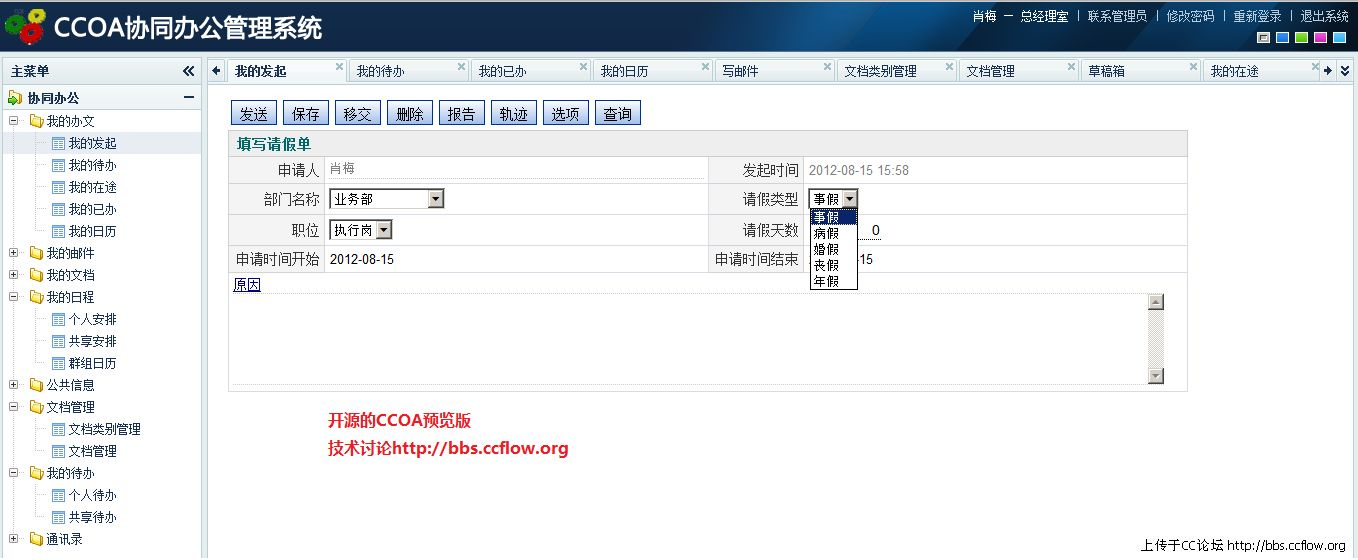 CCOA协同办公管理系统
肖梅 — 总经理室 | 联系管理员 | 修改密码 | 重新登录 | 退出系统
主菜单
我的发起 我的待办 我的已办 我的日历 写邮件 文档类别管理 文档管理 草稿箱 我的在途
协同办公
我的办文
我的发起
我的待办
我的在途
我的已办
我的日历
我的邮件
我的文档
我的日程
个人安排
共享安排
群组日历
公共信息
文档管理
文档类别管理
文档管理
我的待办
个人待办
共享待办
通讯录
发送 保存 移交 删除 报告 轨迹 选项 查询
填写请假单
申请人 肖梅 发起时间 2012-08-15 15:58
部门名称 业务部 请假类型 事假
事假
病假
婚假
丧假
年假
职位 执行岗 请假天数 0
申请时间开始 2012-08-15 申请时间结束 -15
原因
开源的CCOA预览版
技术讨论http://bbs.ccflow.org
上传于CC论坛 http://bbs.ccflow.org